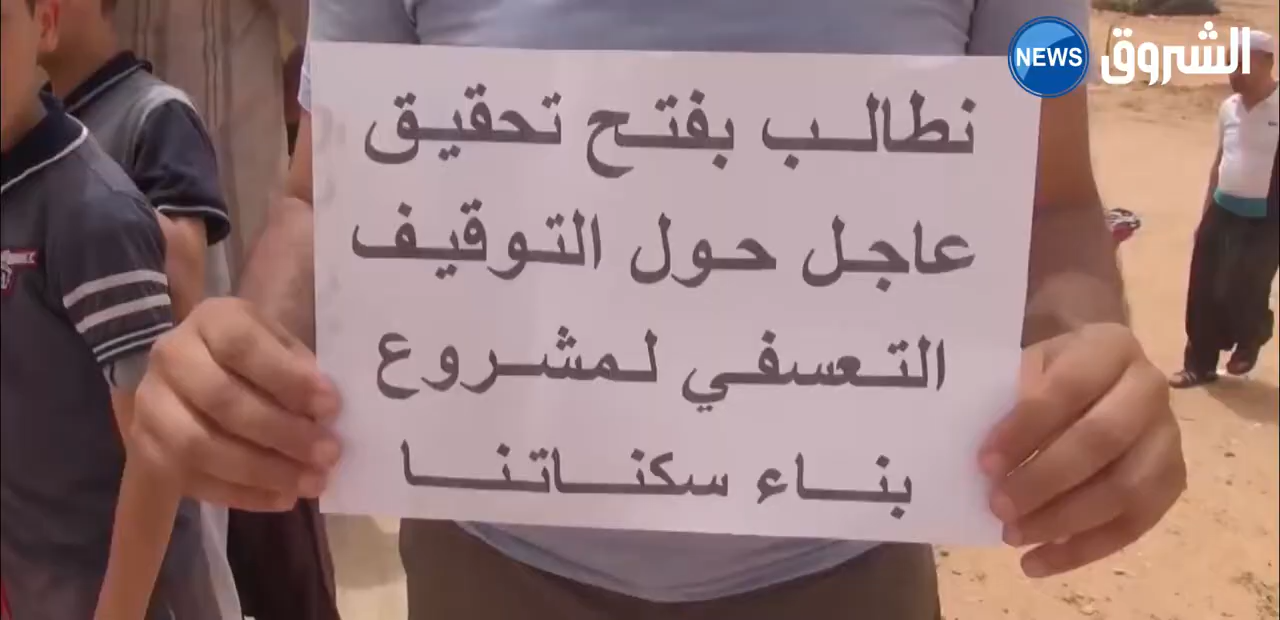 الشروق NEWS
نطالب بفتح تحقيق
عاجل حول التوقيف
التعسفي لمشروع
بناء سكناتنا